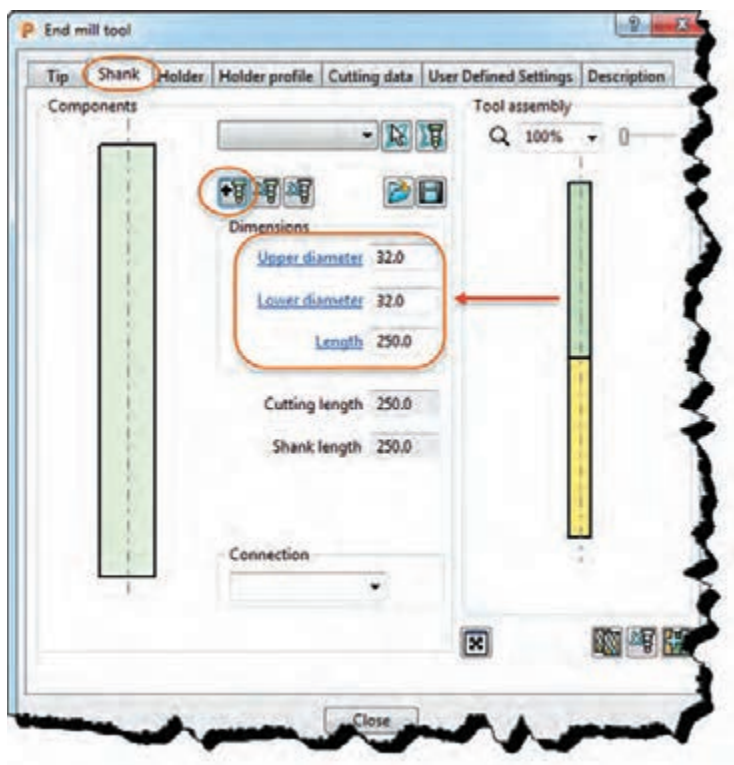 End mill tool
Tip Shank Holder Holder profile Cutting data User Defined Settings Description
Components
Tool assembly
100%
Dimensions
Upper diameter 32.0
Lower diameter 32.0
Length 250.0
Cutting length 250.0
Shank length 250.0
Connection
Close